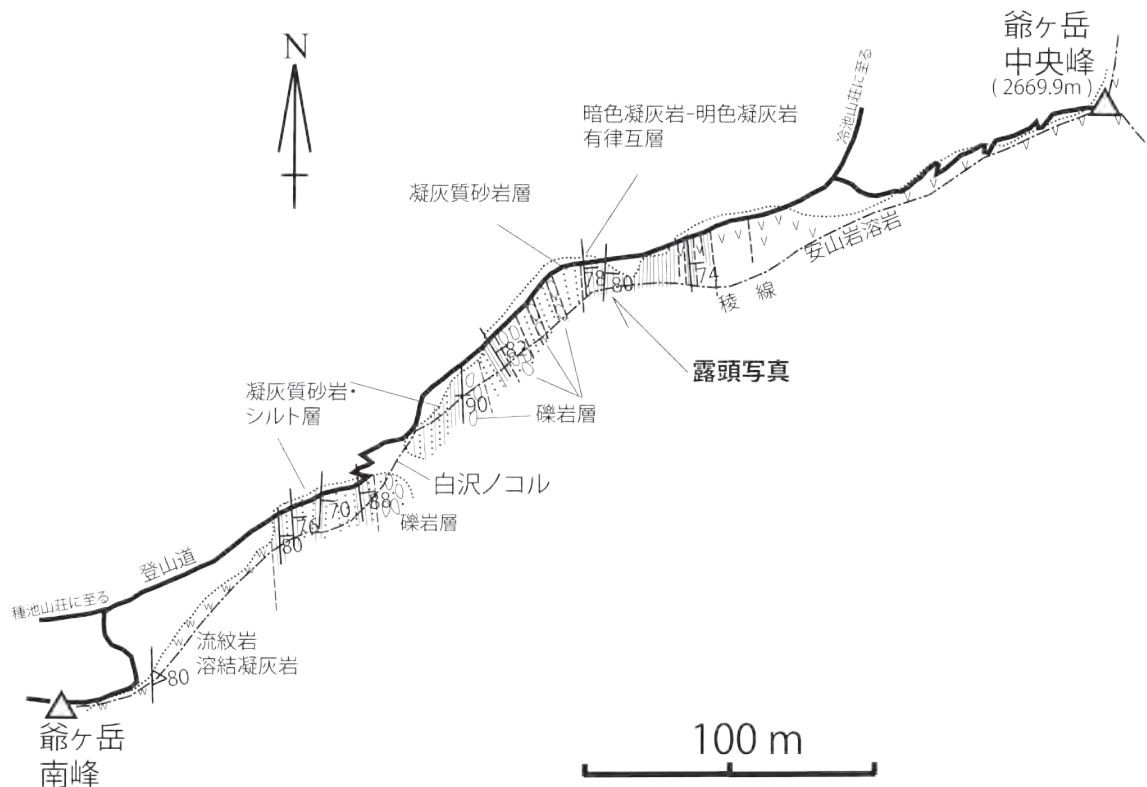 N
爺ヶ岳
中央峰
(2669.9m)
冷池山荘に至る
暗色凝灰岩-明色凝灰岩
有律互層
凝灰質砂岩層
78
80
74
安山岩溶岩
稜線
82
露頭写真
90
礫岩層
凝灰質砂岩・
シルト層
白沢ノコル
88
70
76
80
礫岩層
登山道
種池山荘に至る
流紋岩
溶結凝灰岩
80
爺ヶ岳
南峰
100 m